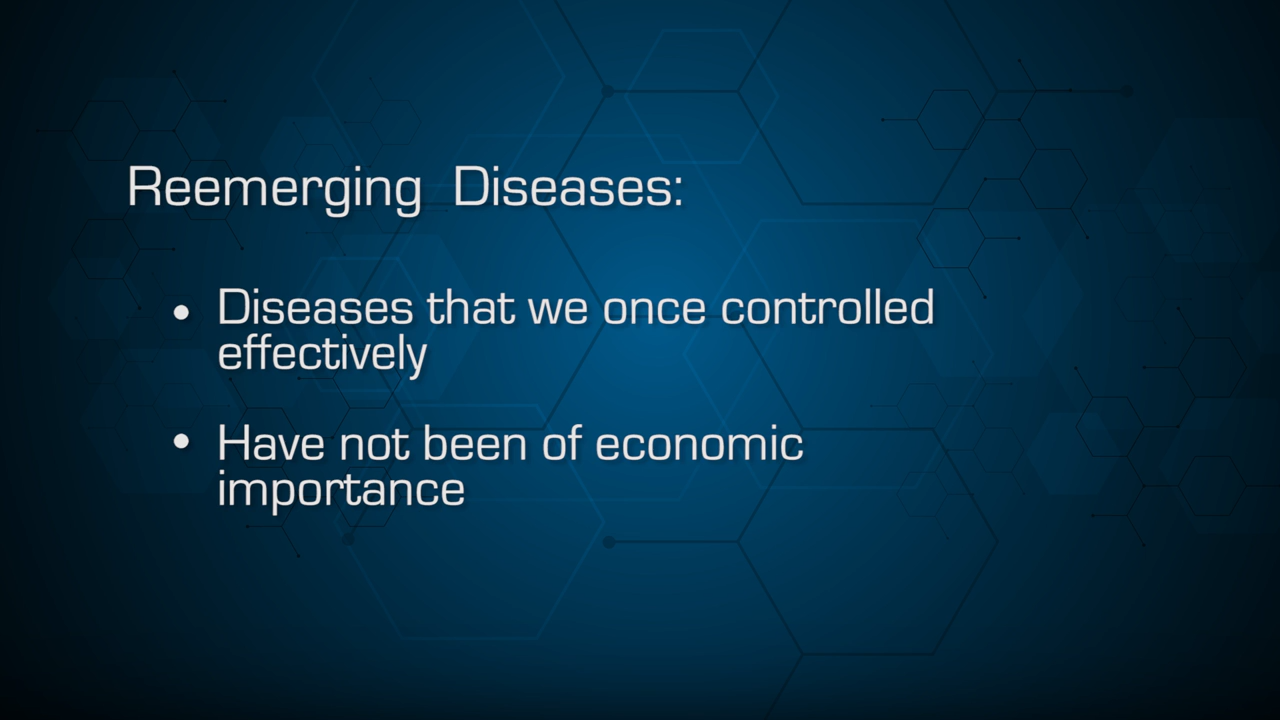 Reemerging Diseases:
• Diseases that we once controlled
effectively
• Have not been of economic
importance